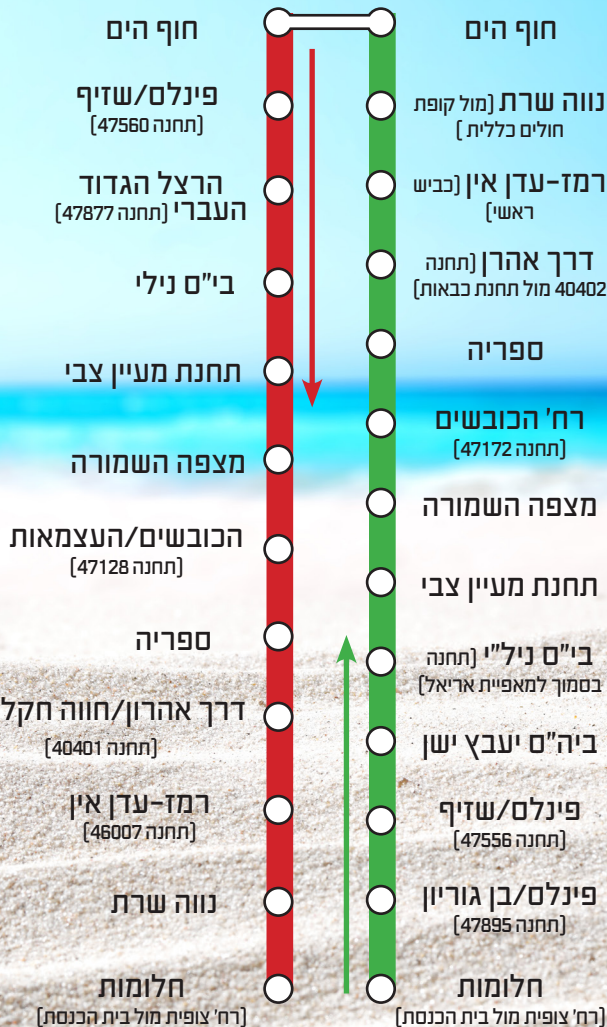 חוף הים
נווה שרת (מול קופת
חולים כללית )
רמז-עדן אין (כביש
ראשי)
דרך אהרן (תחנה
40402 מול תחנת כבאות)
ספריה
רח' הכובשים
(תחנה 47172)
מצפה השמורה
תחנת מעיין צבי
בי"ס ניל"י (תחנה
בסמוך למאפיית אריאל)
ביה"ס יעבץ ישן
פינלס/שזיף
(תחנה 47556)
פינלס/בן גוריון
(תחנה 47895)
חלומות
(רח' צופית מול בית הכנסת)
חוף הים
פינלס/שזיף
(תחנה 47560)
הרצל הגדוד
העברי (תחנה 47877)
בי"ס נילי
תחנת מעיין צבי
מצפה השמורה
הכובשים/העצמאות
(תחנה 47128)
ספריה
דרך אהרון/חווה חקל
(תחנה 40401)
רמז-עדן אין
(תחנה 46007)
נווה שרת
חלומות
(רח' צופית מול בית הכנסת)